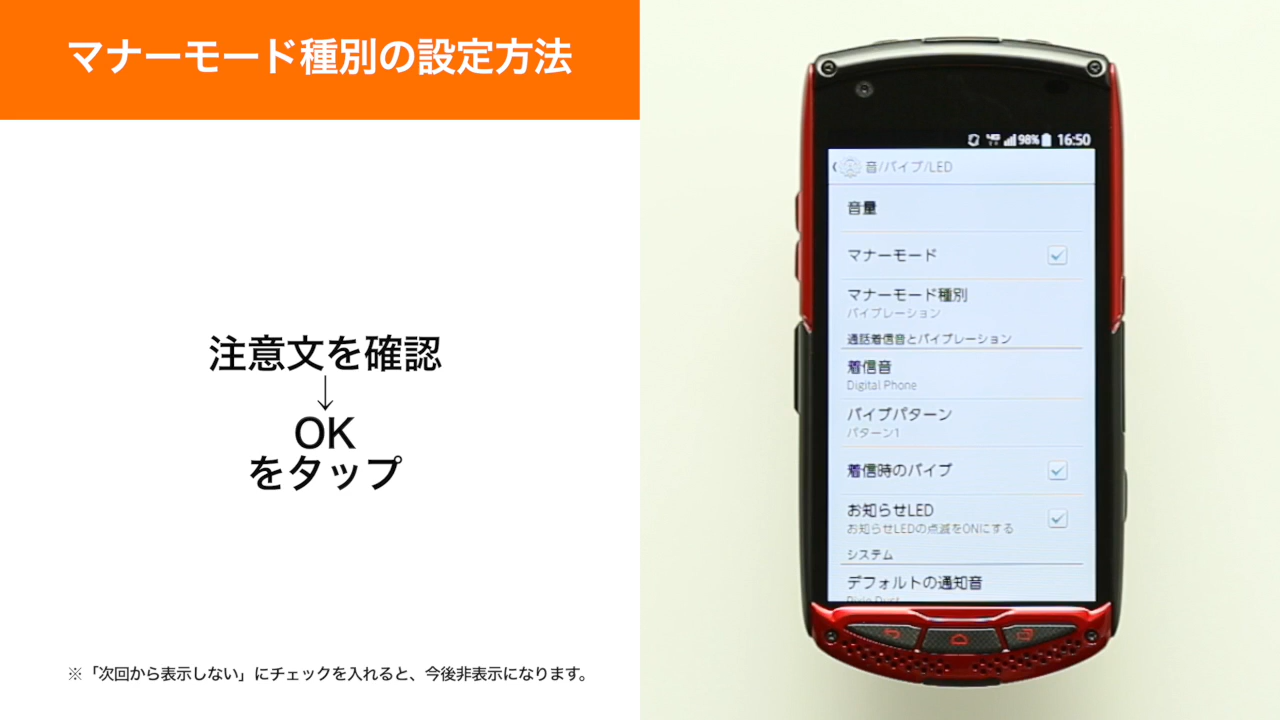 マナーモード種別の設定方法
注意文を確認
↓
OK
をタップ
※「次回から表示しない」にチェックを入れると、今後非表示になります。
98% 16:50
音/バイブ/LED
音量
マナーモード
マナーモード種別
バイブレーション
通話着信音とバイブレーション
着信音
Digital Phone
バイブパターン
パターン1
着信時のバイブ
お知らせLED
お知らせLEDの点滅をONにする
システム
デフォルトの通知音